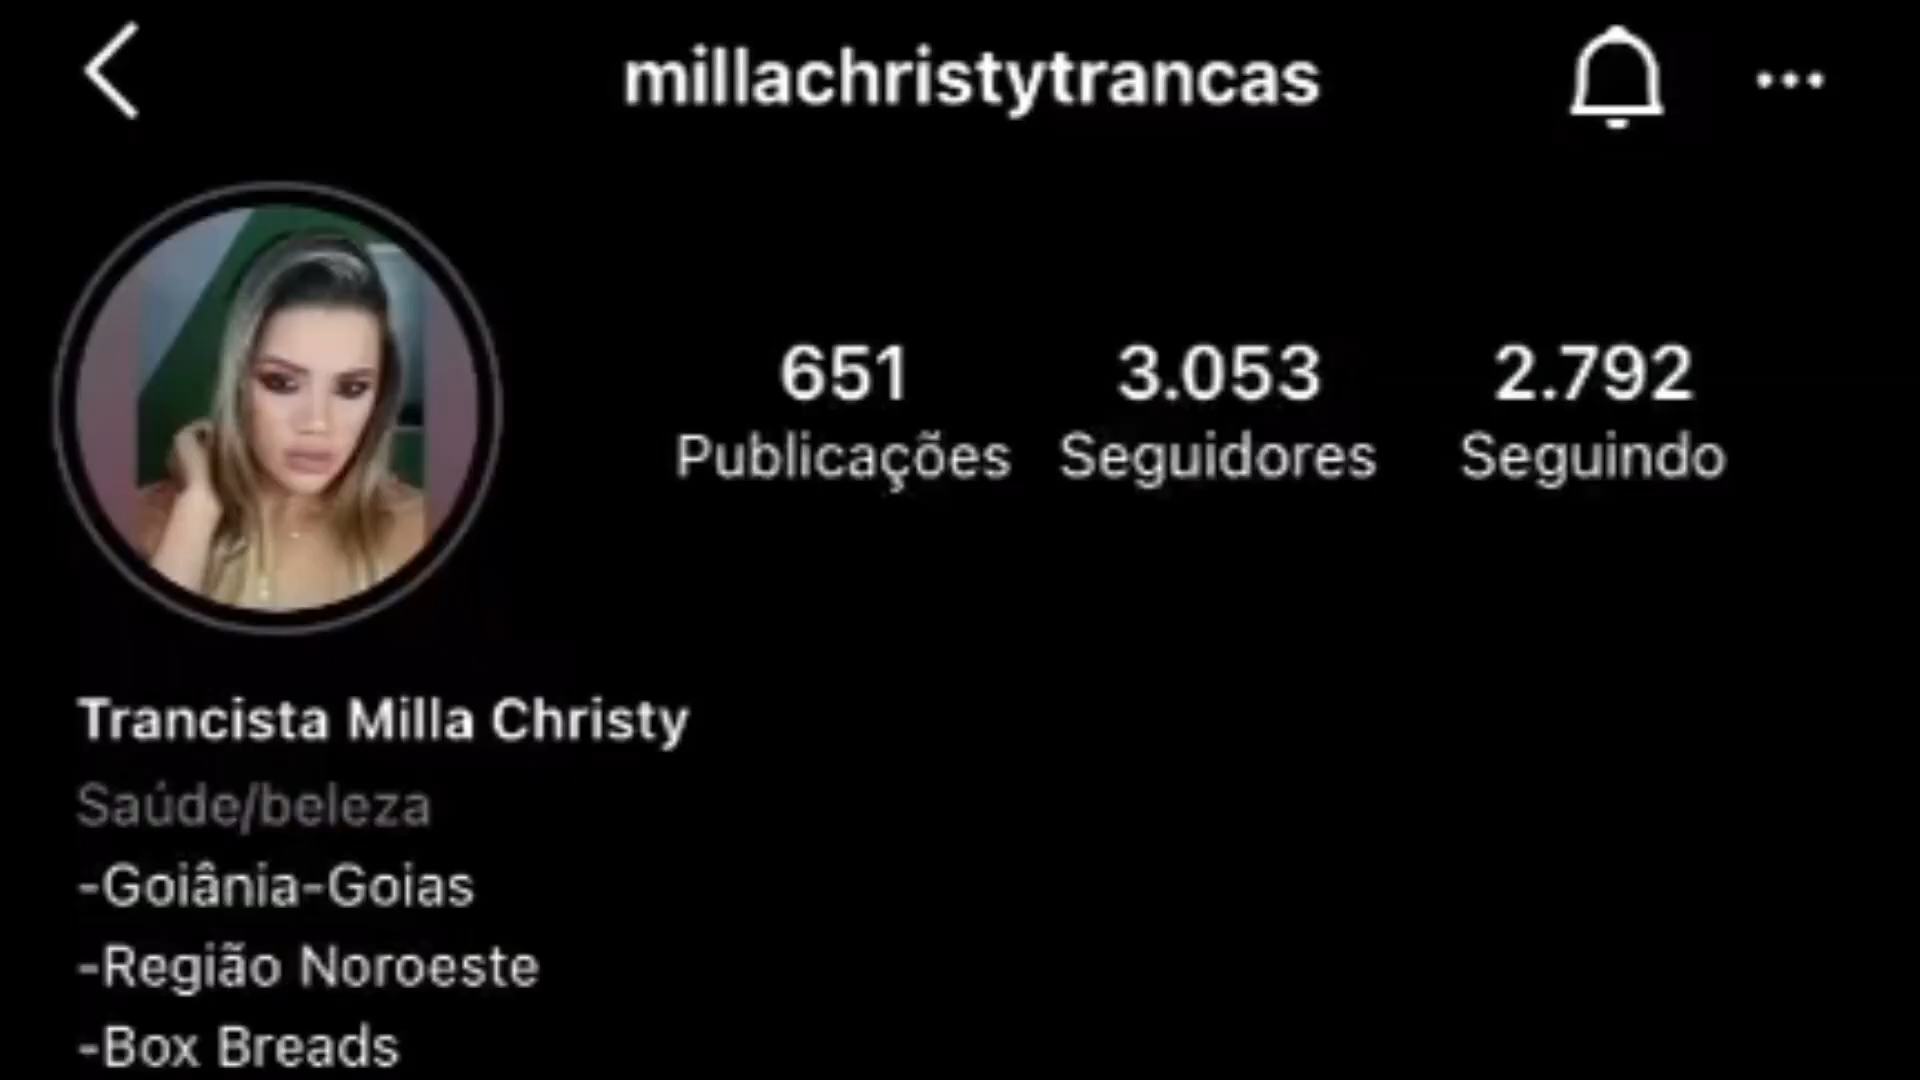 millachristytrancas
651 3.053 2.792
Publicações Seguidores Seguindo
Trancista Milla Christy
Saúde/beleza
-Goiânia-Goias
-Região Noroeste
-Box Breads